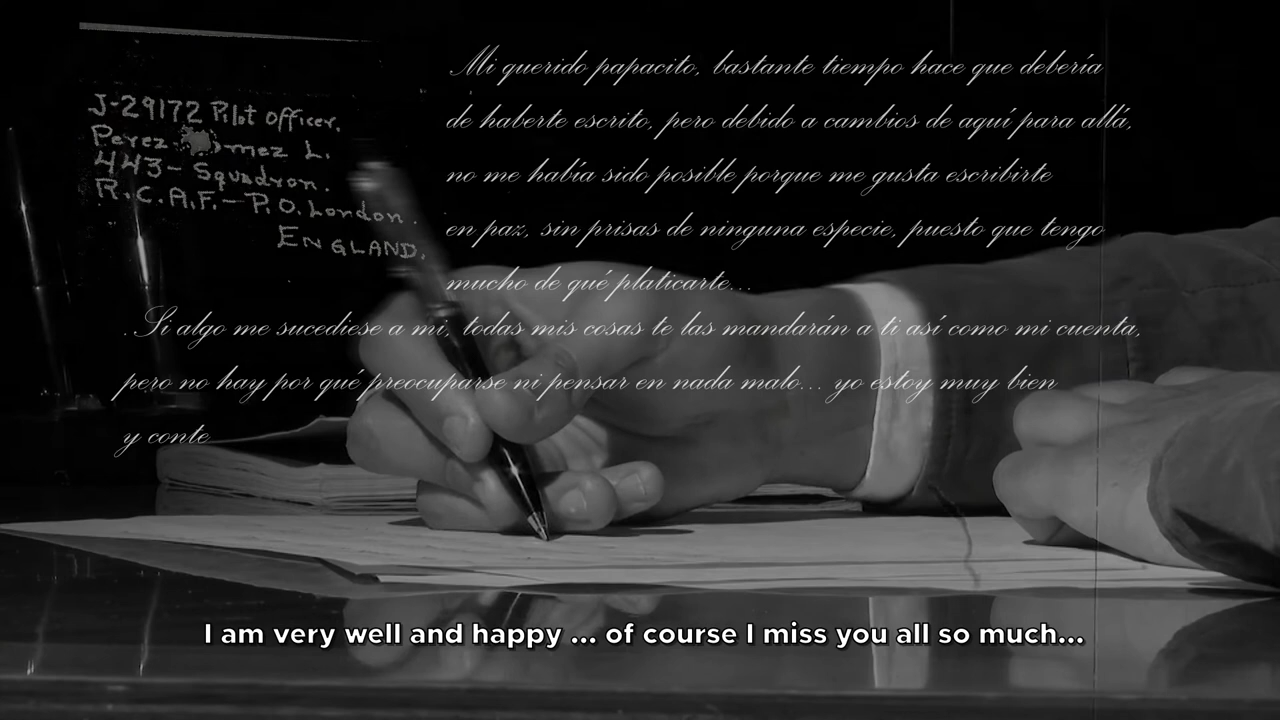 J-29172 Pilot Officer.
Perez mez L.
443- Squadron.
R.C.A.F.- P.O. London.
ENGLAND.
Mi querido papacito, bastante tiempo hace que debería
de haberte escrito, pero debido a cambios de aquí para allá,
no me había sido posible porque me gusta escribirte
en paz, sin prisas de ninguna especie, puesto que tengo
mucho de qué platicarte...
. Si algo me sucediese a mi, todas mis cosas te las mandarán a ti así como mi cuenta,
pero no hay por qué preocuparse ni pensar en nada malo... yo estoy muy bien
y conte
I am very well and happy ... of course I miss you all so much...